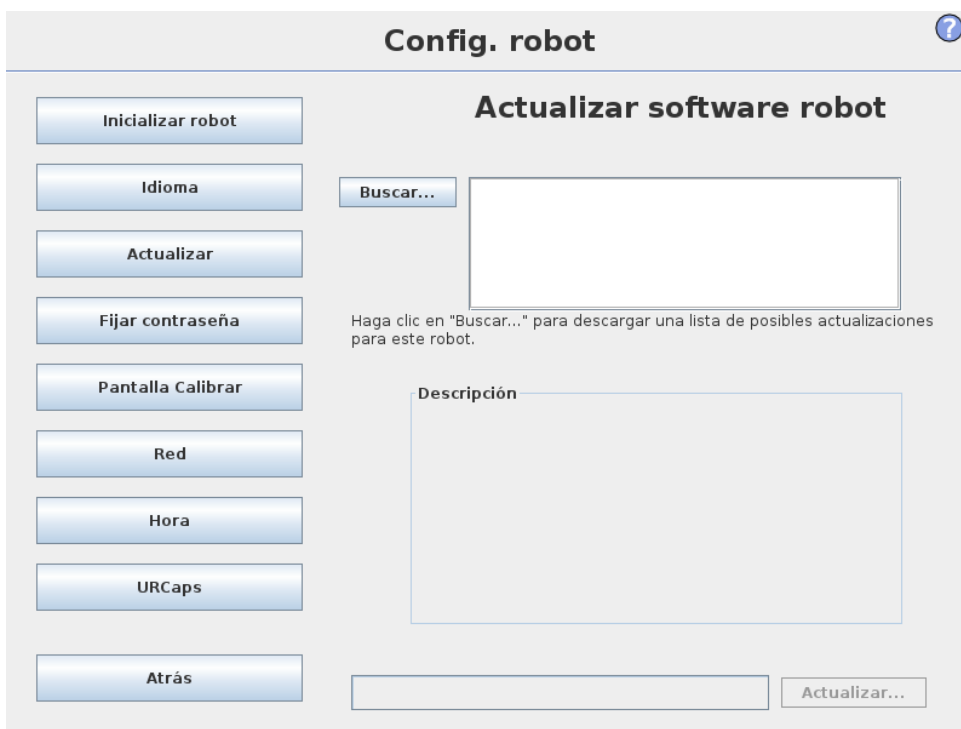 Config. robot
?
Inicializar robot
Idioma
Actualizar
Fijar contraseña
Pantalla Calibrar
Red
Hora
URCaps
Atrás
Actualizar software robot
Buscar...
Haga clic en "Buscar..." para descargar una lista de posibles actualizaciones
para este robot.
Descripción
Actualizar...